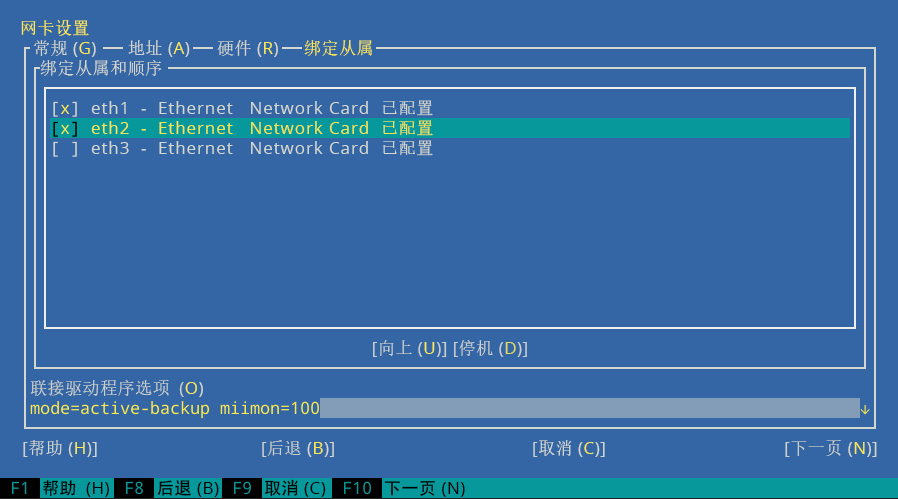 网卡设置
常规 (G) 地址 (A) 硬件 (R) 绑定从属
绑定从属和顺序
[x] eth1 - Ethernet Network Card 已配置
[x] eth2 - Ethernet Network Card 已配置
[ ] eth3 - Ethernet Network Card 已配置
[向上 (U)] [停机 (D)]
联接驱动程序选项 (O)
mode=active-backup miimon=100 ↓
[帮助 (H)] [后退 (B)] [取消 (C)] [下一页 (N)]
F1 帮助 (H) F8 后退 (B) F9 取消 (C) F10 下一页 (N)